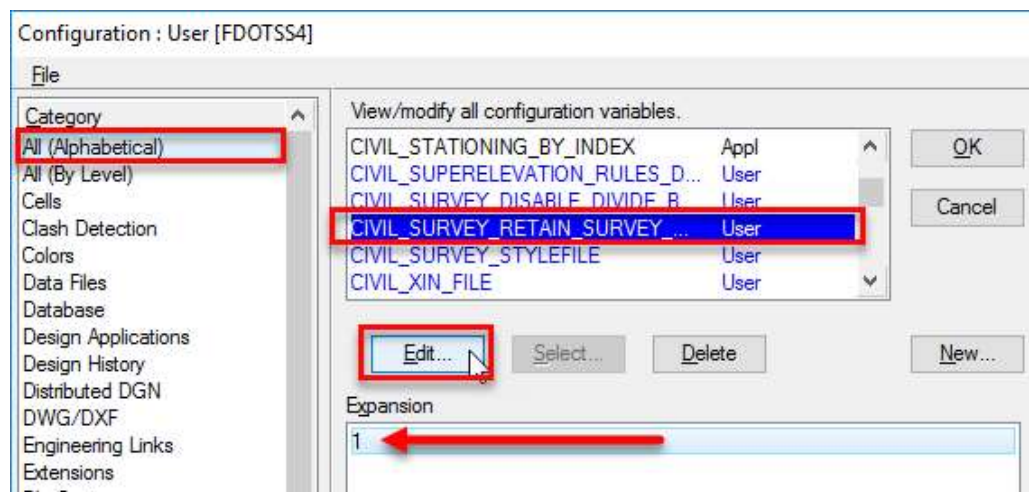 Configuration : User [FDOTSS4]
File
Category
All (Alphabetical)
All (By Level)
Cells
Clash Detection
Colors
Data Files
Database
Design Applications
Design History
Distributed DGN
DWG/DXF
Engineering Links
Extensions
View/modify all configuration variables.
CIVIL_STATIONING_BY_INDEX Appl
CIVIL_SUPERELEVATION_RULES_D... User
CIVIL_SURVEY_DISABLE_DIVIDE_B... User
CIVIL_SURVEY_RETAIN_SURVEY_... User
CIVIL_SURVEY_STYLEFILE User
CIVIL_XIN_FILE User
OK
Cancel
Edit... Select... Delete New...
Expansion
1